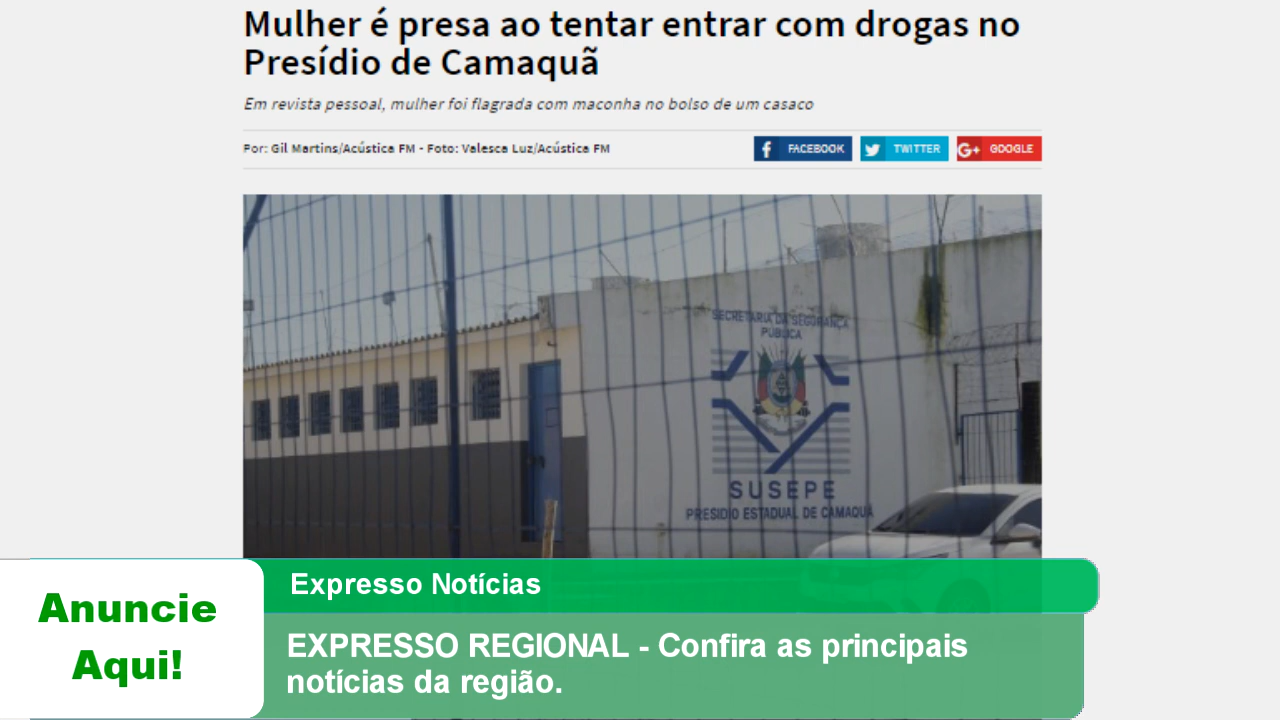 Mulher é presa ao tentar entrar com drogas no
Presídio de Camaquã
Em revista pessoal, mulher foi flagrada com maconha no bolso de um casaco
Por: Gil Martins/Acústica FM - Foto: Valesca Luz/Acústica FM
FACEBOOK
TWITTER
G+ GOOGLE
SECRETARIA DA SEGURANÇA
PÚBLICA
SUSEPE
PRESIDIO ESTADUAL DE CAMAQUÃ
Anuncie
Aqui!
Expresso Notícias
EXPRESSO REGIONAL - Confira as principais
notícias da região.